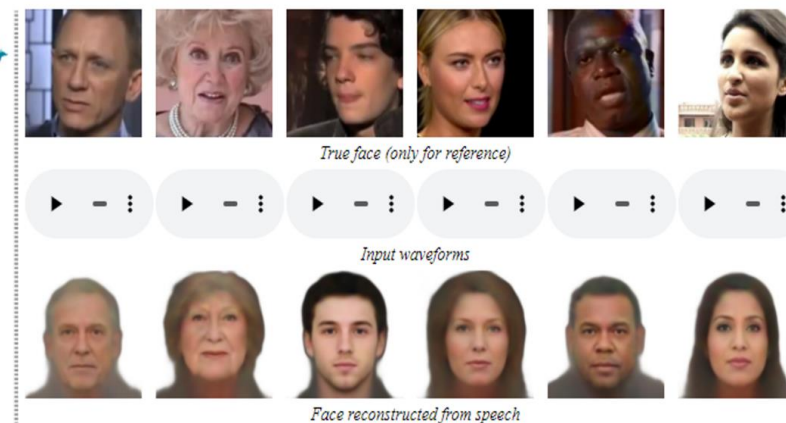 True face (only for reference)
Input waveforms
Face reconstructed from speech